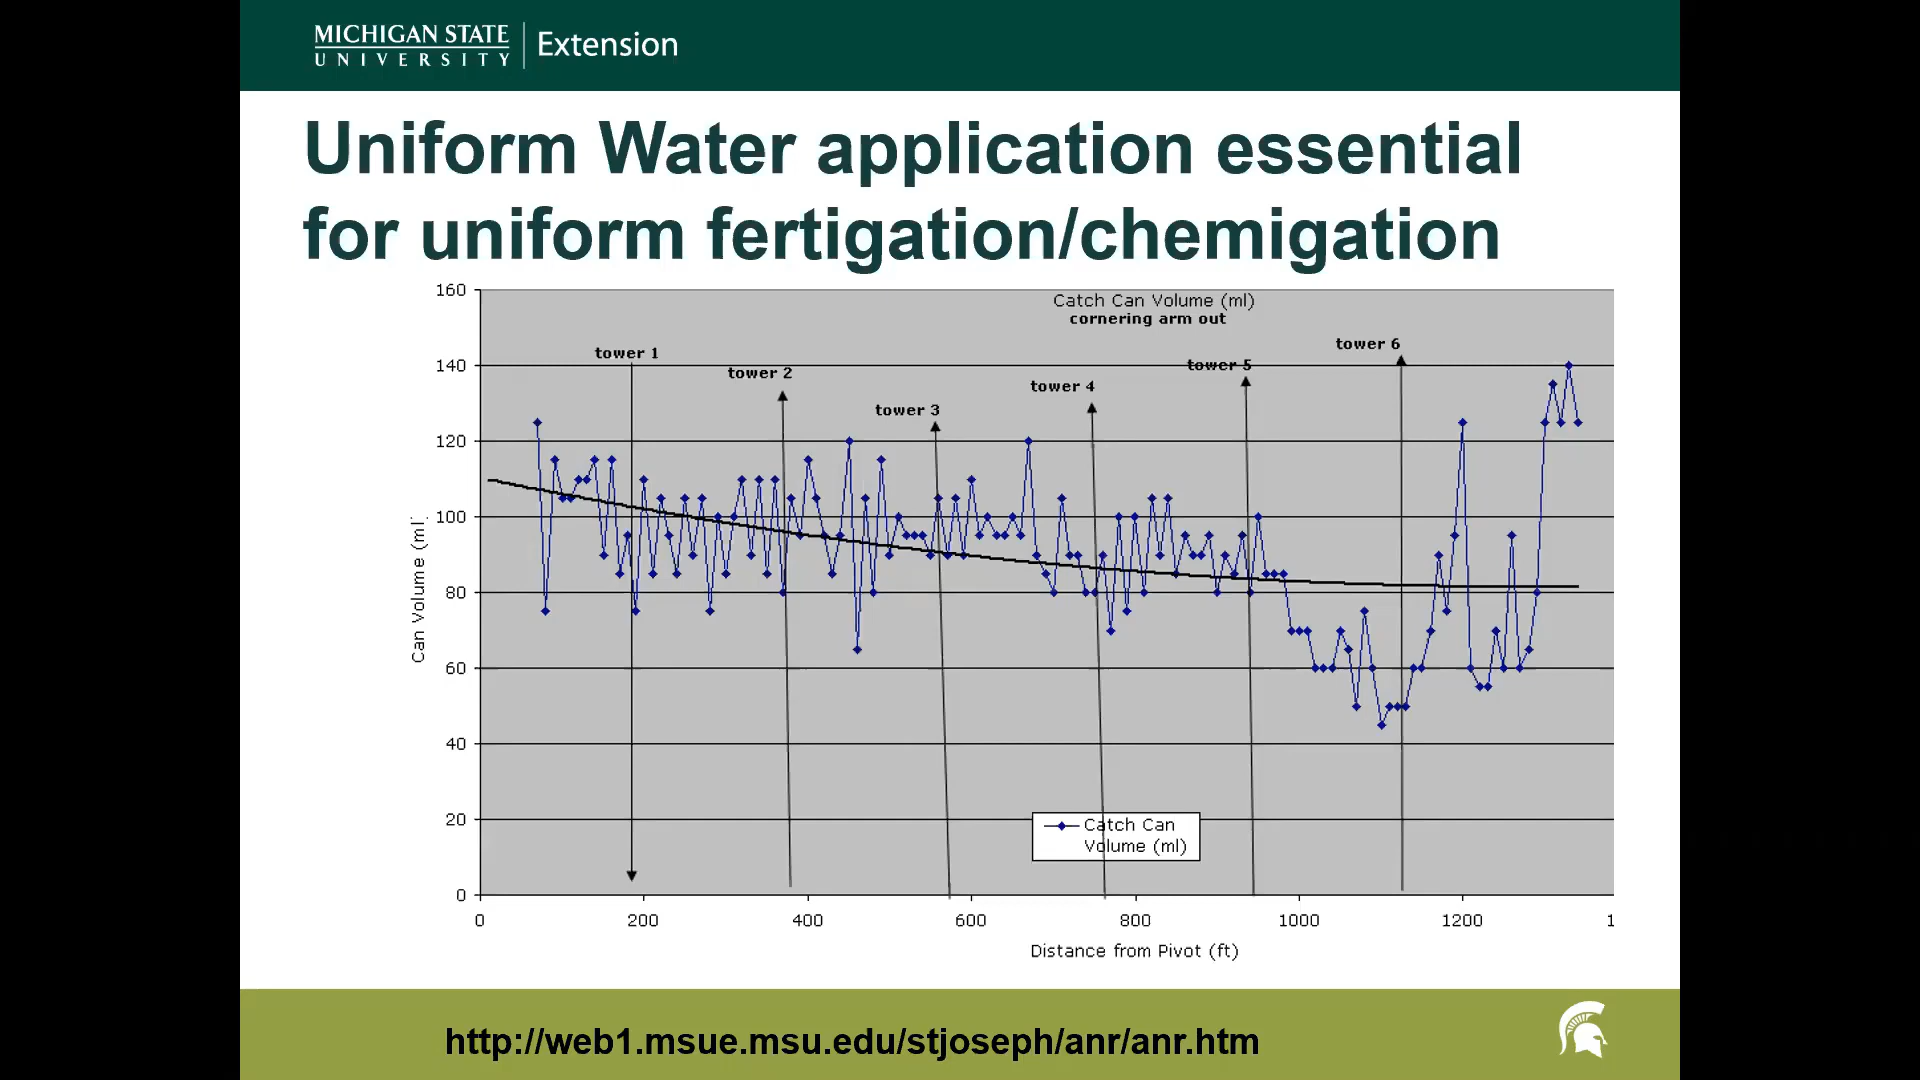 MICHIGAN STATE
UNIVERSITY
Extension
Uniform Water application essential
for uniform fertigation/chemigation
Catch Can Volume (ml)
cornering arm out
160
140
120
100
80
60
40
20
0
Can Volume (ml)
tower 1
tower 2
tower 3
tower 4
tower 5
tower 6
Catch Can
Volume (ml)
0 200 400 600 800 1000 1200 1
Distance from Pivot (ft)
http://web1.msue.msu.edu/stjoseph/anr/anr.htm